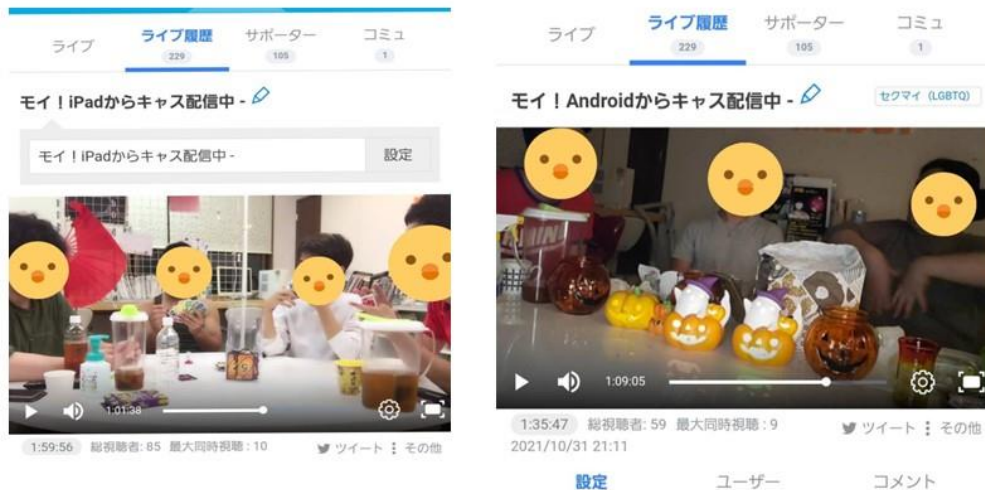 ライブ
ライブ履歴
229
サポーター
105
コミュ
1
モイ！iPadからキャス配信中 -
モイ！iPadからキャス配信中 -
設定
1:01:38
1:59:56 総視聴者: 85 最大同時視聴 : 10
ツイート
その他
ライブ
ライブ履歴
229
サポーター
105
コミュ
1
モイ！Androidからキャス配信中 -
セクマイ（LGBTQ）
1:09:05
1:35:47 総視聴者: 59 最大同時視聴 : 9
ツイート
その他
2021/10/31 21:11
設定
ユーザー
コメント